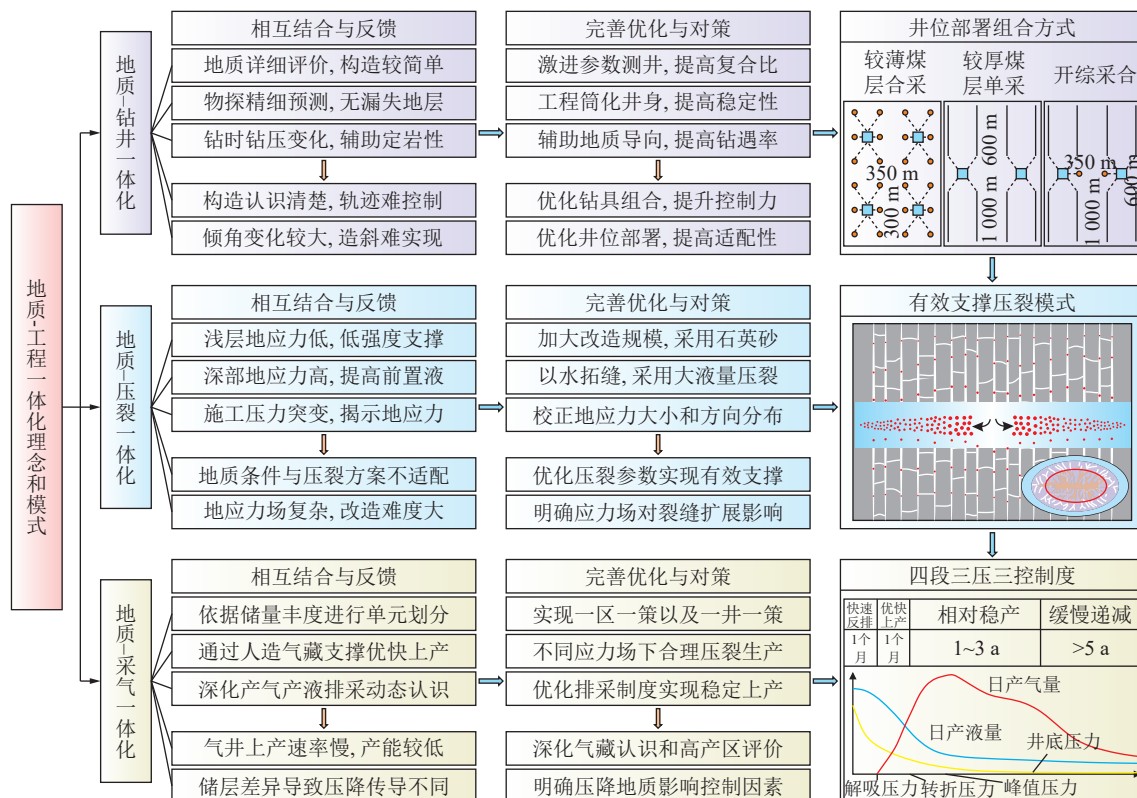 地质-工程一体化理念和模式
地质-钻井一体化
相互结合与反馈
地质详细评价, 构造较简单
物探精细预测, 无漏失地层
钻时钻压变化, 辅助定岩性
构造认识清楚, 轨迹难控制
倾角变化较大, 造斜难实现
完善优化与对策
激进参数测井, 提高复合比
工程简化井身, 提高稳定性
辅助地质导向, 提高钻遇率
优化钻具组合, 提升控制力
优化井位部署, 提高适配性
井位部署组合方式
较薄煤
层合采
较厚煤
层单采
开综采合
350 m
300 m
600 m
1 000 m
350 m
1 000 m
600 m
地质-压裂一体化
相互结合与反馈
浅层地应力低, 低强度支撑
深部地应力高, 提高前置液
施工压力突变, 揭示地应力
地质条件与压裂方案不适配
地应力场复杂, 改造难度大
完善优化与对策
加大改造规模, 采用石英砂
以水拓缝, 采用大液量压裂
校正地应力大小和方向分布
优化压裂参数实现有效支撑
明确应力场对裂缝扩展影响
有效支撑压裂模式
地质-采气一体化
相互结合与反馈
依据储量丰度进行单元划分
通过人造气藏支撑优快上产
深化产气产液排采动态认识
气井上产速率慢, 产能较低
储层差异导致压降传导不同
完善优化与对策
实现一区一策以及一井一策
不同应力场下合理压裂生产
优化排采制度实现稳定上产
深化气藏认识和高产区评价
明确压降地质影响控制因素
四段三压三控制度
快速
反排
优快
上产
相对稳产
缓慢递减
1个
月
1个
月
1~3 a
>5 a
日产气量
日产液量
井底压力
解吸压力
转折压力
峰值压力